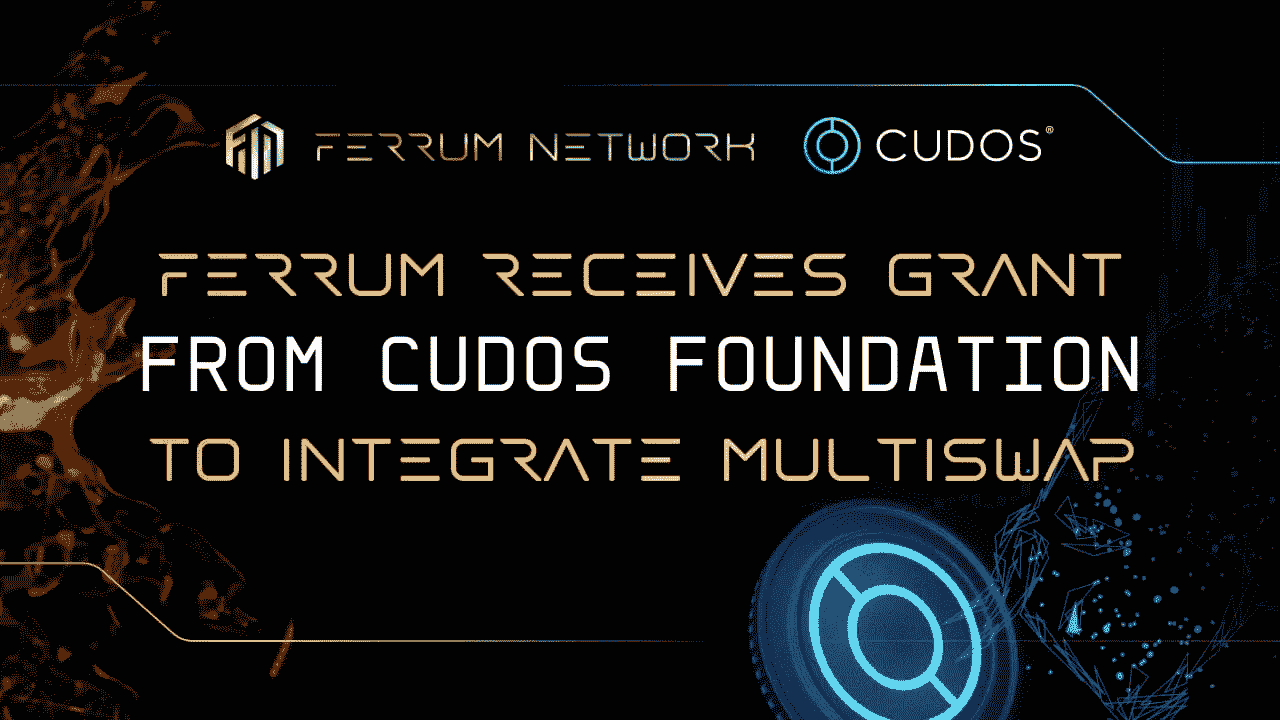 FERRUM NETWORK CUDOS®
FERRUM RECEIVES GRANT
FROM CUDOS FOUNDATION
TO INTEGRATE MULTISWAP